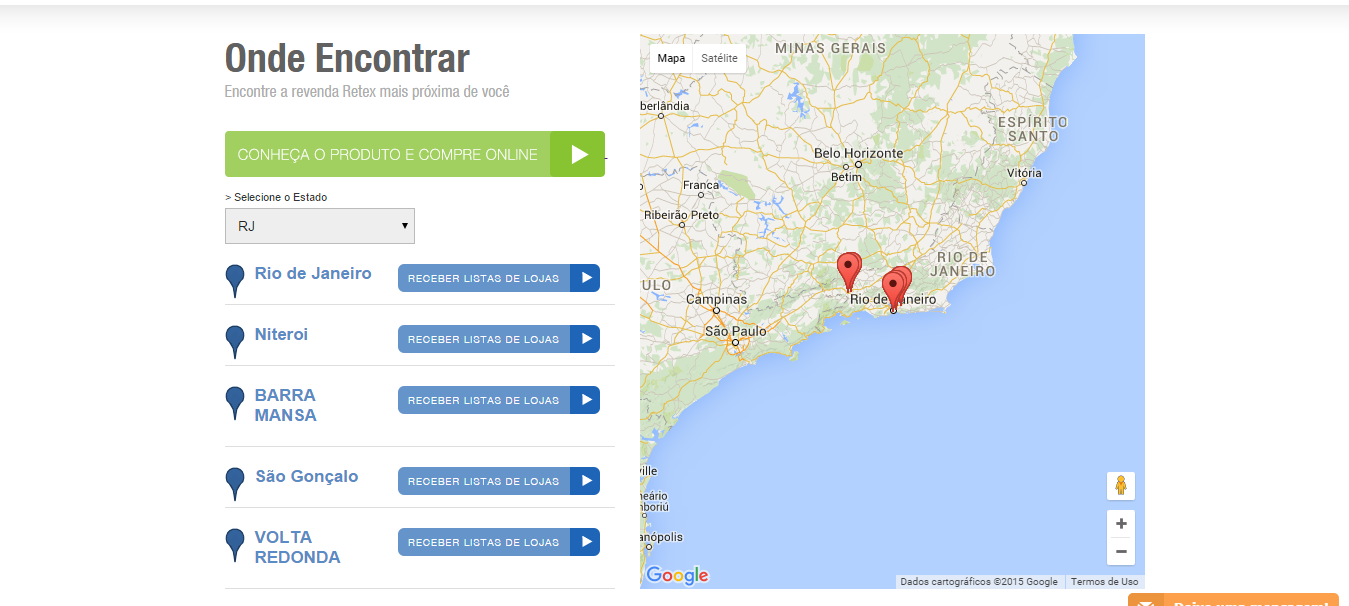 Onde Encontrar
Encontre a revenda Retex mais próxima de você
CONHEÇA O PRODUTO E COMPRE ONLINE
> Selecione o Estado
RJ
Rio de Janeiro
RECEBER LISTAS DE LOJAS
Niteroi
RECEBER LISTAS DE LOJAS
BARRA
MANSA
RECEBER LISTAS DE LOJAS
São Gonçalo
RECEBER LISTAS DE LOJAS
VOLTA
REDONDA
RECEBER LISTAS DE LOJAS
Mapa
Satélite
MINAS GERAIS
berlândia
ESPÍRITO
SANTO
Belo Horizonte
Betim
Vitória
Franca
Ribeirão Preto
RIO DE
JANEIRO
ULO
Campinas
Rio de Janeiro
São Paulo
ville
neário
mboriú
anópolis
Google
Dados cartográficos ©2015 Google
Termos de Uso